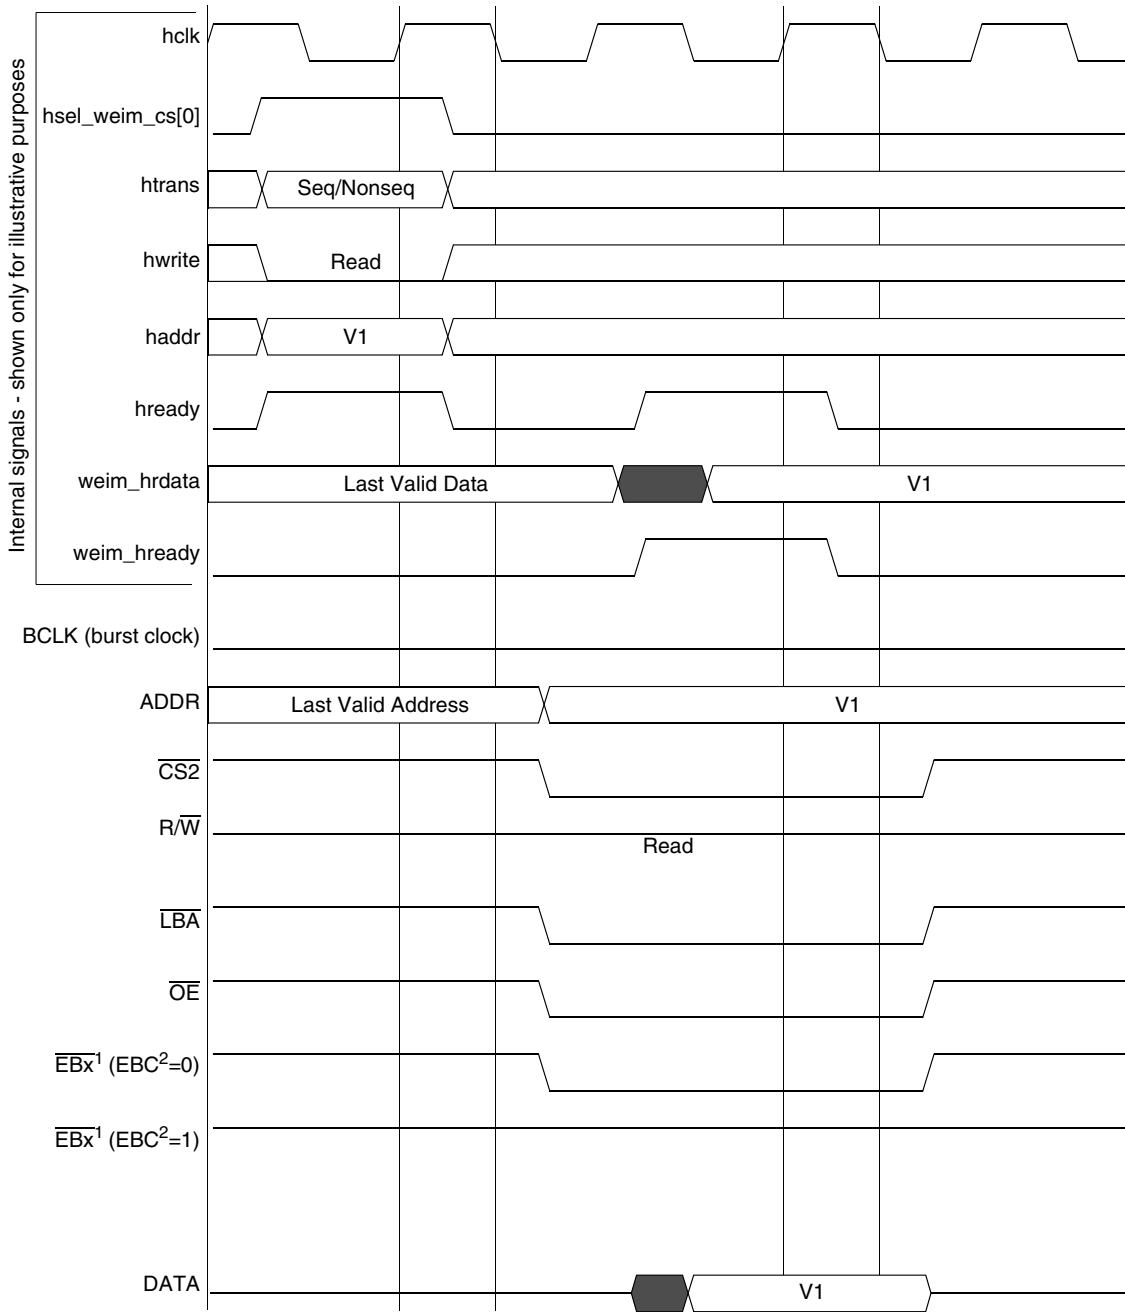 Internal signals - shown only for illustrative purposes
hclk
hsel_weim_cs[0]
htrans
Seq/Nonseq
hwrite
Read
haddr
V1
hready
weim_hrdata
Last Valid Data
V1
weim_hready
BCLK (burst clock)
ADDR
Last Valid Address
V1
CS2
R/W
Read
LBA
OE
EBx1 (EBC2=0)
EBx1 (EBC2=1)
DATA
V1